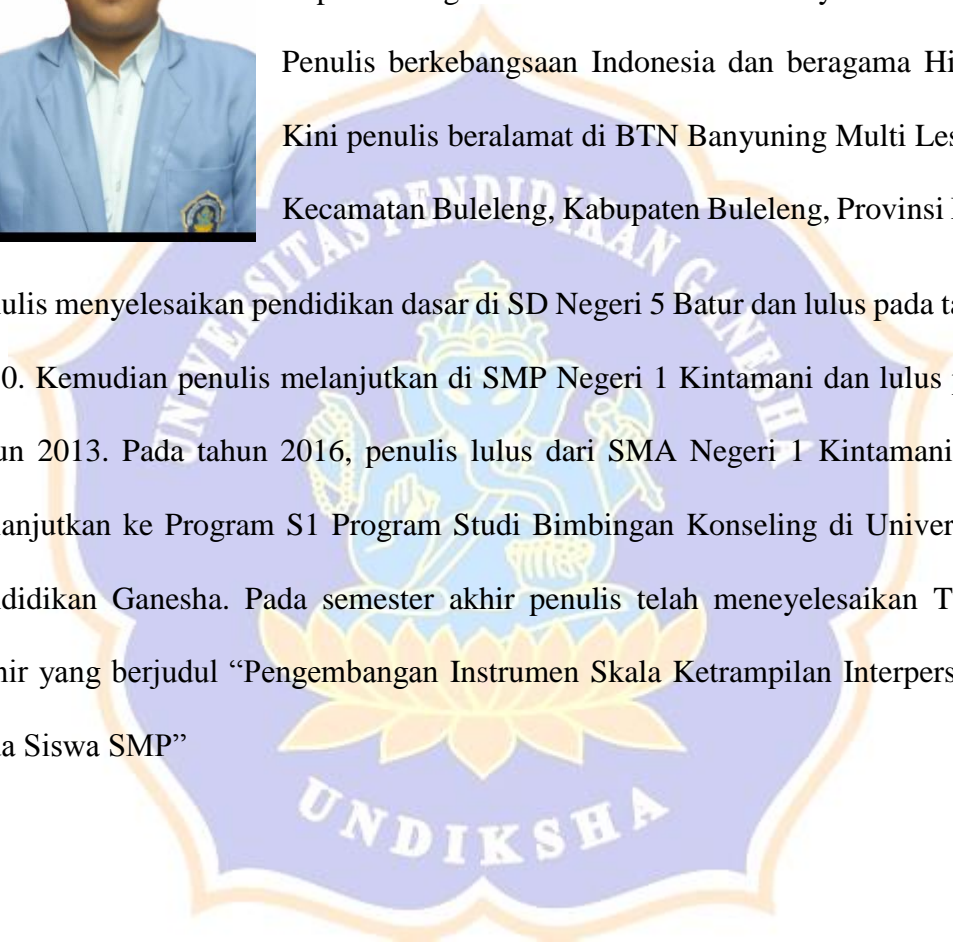 Penulis berkebangsaan Indonesia dan beragama Hi
Kini penulis beralamat di BTN Banyuning Multi Les
Kecamatan Buleleng, Kabupaten Buleleng, Provinsi
ulis menyelesaikan pendidikan dasar di SD Negeri 5 Batur dan lulus pada ta
0. Kemudian penulis melanjutkan di SMP Negeri 1 Kintamani dan lulus p
un 2013. Pada tahun 2016, penulis lulus dari SMA Negeri 1 Kintamani
anjutkan ke Program S1 Program Studi Bimbingan Konseling di Univer
didikan Ganesha. Pada semester akhir penulis telah meneyelesaikan T
hir yang berjudul “Pengembangan Instrumen Skala Ketrampilan Interpers
a Siswa SMP”
UNIVERSITAS PENDIDIKAN GANESHA
UNDIKSHA